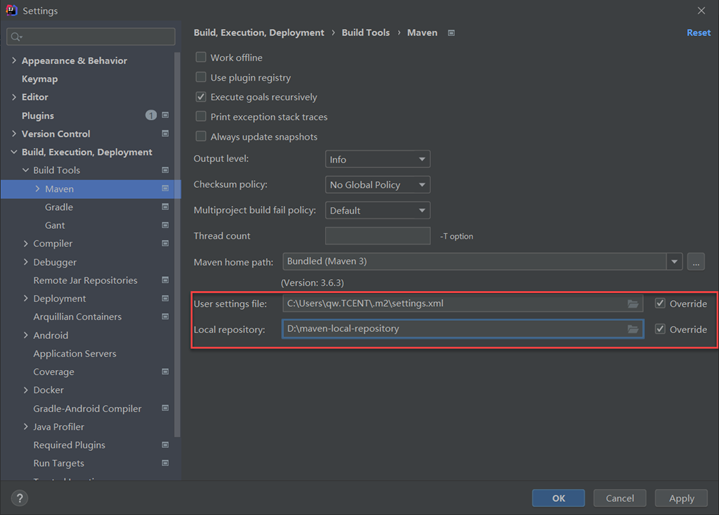 Settings
Appearance & Behavior
Keymap
Editor
Plugins 1
Version Control
Build, Execution, Deployment
Build Tools
Maven
Gradle
Gant
Compiler
Debugger
Remote Jar Repositories
Deployment
Arquillian Containers
Android
Application Servers
Coverage
Docker
Gradle-Android Compiler
Java Profiler
Required Plugins
Run Targets
Build, Execution, Deployment › Build Tools › Maven
Reset
Work offline
Use plugin registry
Execute goals recursively
Print exception stack traces
Always update snapshots
Output level: Info
Checksum policy: No Global Policy
Multiproject build fail policy: Default
Thread count -T option
Maven home path: Bundled (Maven 3) ...
(Version: 3.6.3)
User settings file: C:\Users\qw.TCENT\.m2\settings.xml Override
Local repository: D:\maven-local-repository Override
? OK Cancel Apply